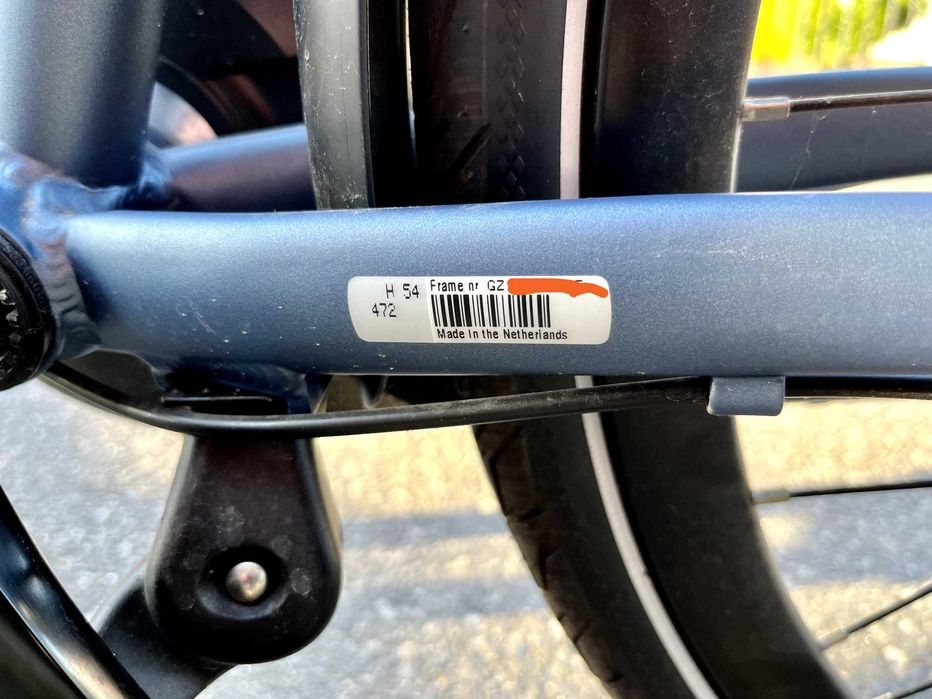 H 54
472
Frame nr GZ
Made in the Netherlands